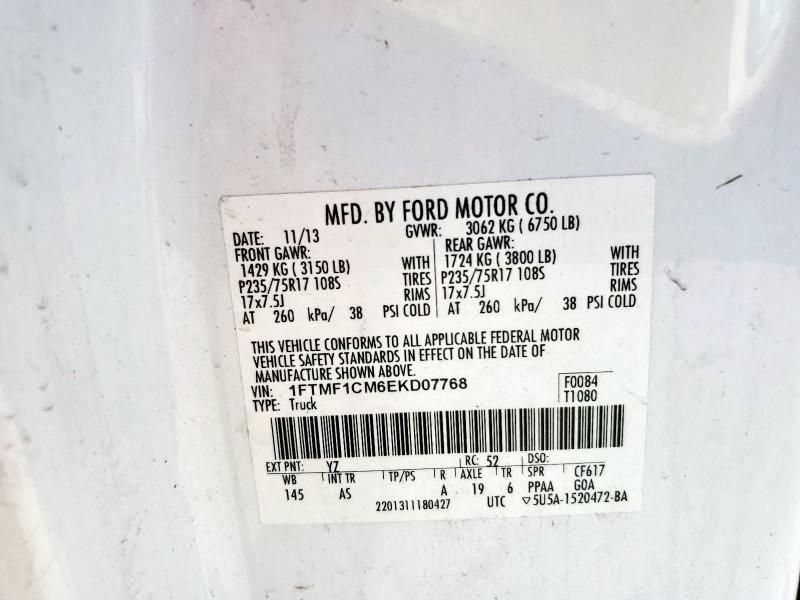 MFD. BY FORD MOTOR CO.
DATE: 11/13 GVWR: 3062 KG ( 6750 LB)
FRONT GAWR: REAR GAWR:
1429 KG ( 3150 LB) WITH 1724 KG ( 3800 LB) WITH
P235/75R17 108S TIRES P235/75R17 108S TIRES
17x7.5J RIMS 17x7.5J RIMS
AT 260 kPa/ 38 PSI COLD AT 260 kPa/ 38 PSI COLD
THIS VEHICLE CONFORMS TO ALL APPLICABLE FEDERAL MOTOR
VEHICLE SAFETY STANDARDS IN EFFECT ON THE DATE OF
MANUFACTURE SHOWN ABOVE.
VIN: 1FTMF1CM6EKD07768 F0084
TYPE: Truck T1080
EXT PNT: YZ RC: 52 DSO:
WB INT TR TP/PS R AXLE TR SPR CF617
145 AS A 19 6 PPAA GOA
2201311180427 UTC ▽5U5A-1520472-BA